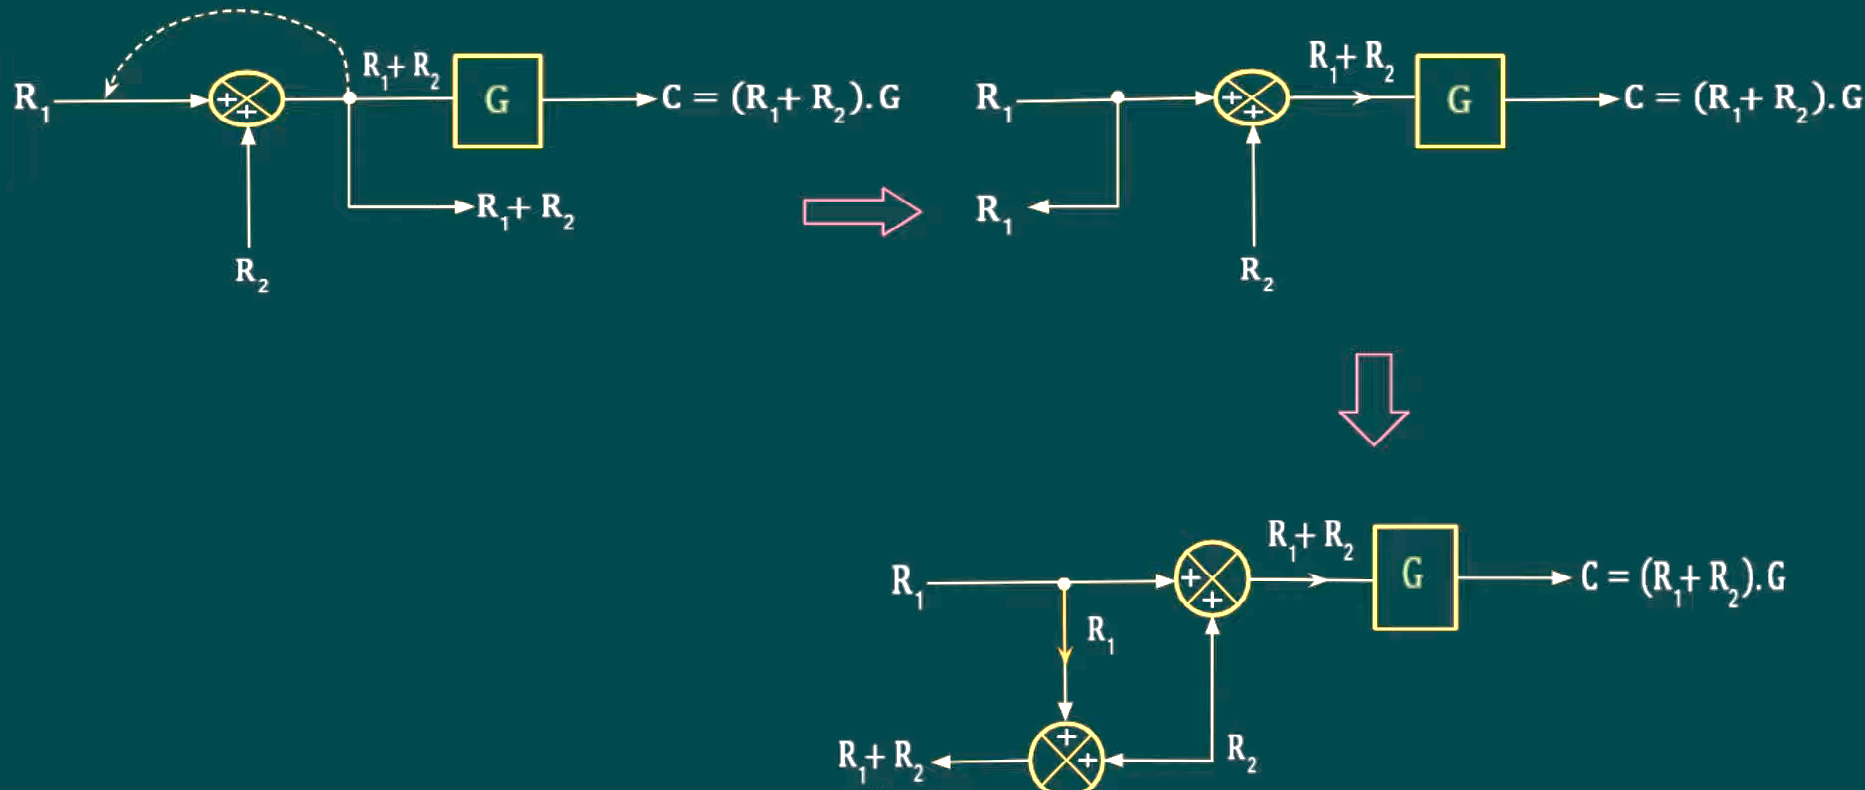 R₁ + + R₁+ R₂ G C = (R₁+ R₂).G
R₁+ R₂
R₂
R₁ + + R₁+ R₂ G C = (R₁+ R₂).G
R₁
R₂
R₁ + + R₁+ R₂ G C = (R₁+ R₂).G
R₁
R₁+ R₂ + + R₂